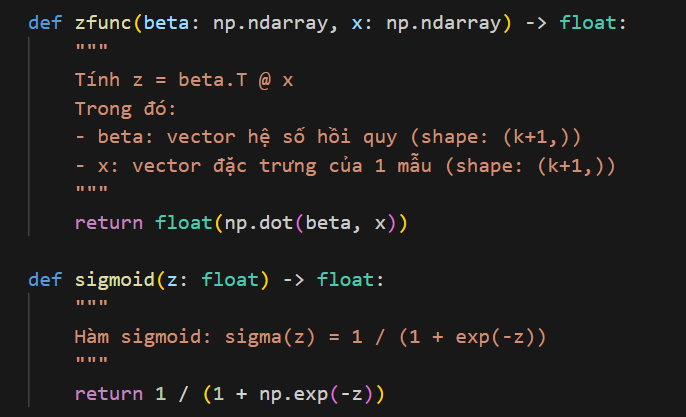 def zfunc(beta: np.ndarray, x: np.ndarray) -> float:
    """
    Tính z = beta.T @ x
    Trong đó:
    - beta: vector hệ số hồi quy (shape: (k+1,))
    - x: vector đặc trưng của 1 mẫu (shape: (k+1,))
    """
    return float(np.dot(beta, x))
def sigmoid(z: float) -> float:
    """
    Hàm sigmoid: sigma(z) = 1 / (1 + exp(-z))
    """
    return 1 / (1 + np.exp(-z))